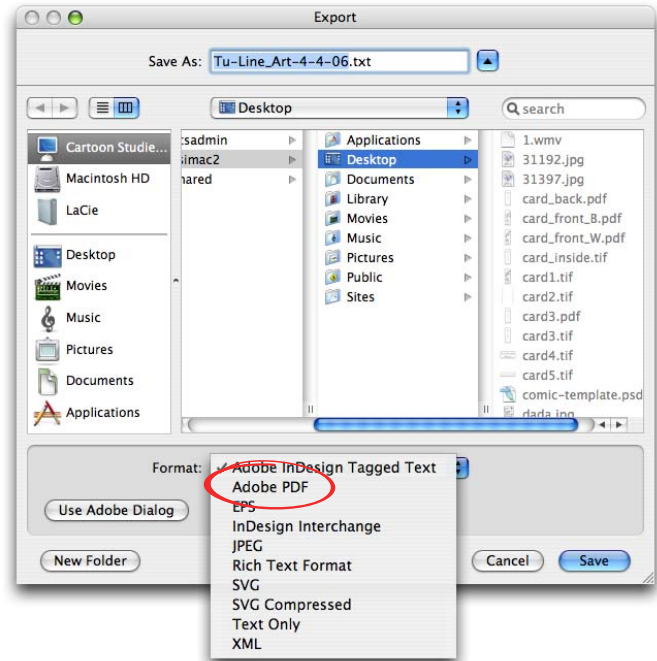 Export
Save As: Tu-Line_Art-4-4-06.txt
Desktop
search
Cartoon Studie...
Macintosh HD
LaCie
Desktop
Movies
Music
Pictures
Documents
Applications
tsadmin
simac2
hared
Applications
Desktop
Documents
Library
Movies
Music
Pictures
Public
Sites
1.wmv
31192.jpg
31397.jpg
card_back.pdf
card_front_B.pdf
card_front_W.pdf
card_inside.tif
card1.tif
card2.tif
card3.pdf
card3.tif
card4.tif
card5.tif
comic-template.psd
Format: Adobe InDesign Tagged Text
Adobe PDF
EPS
InDesign Interchange
JPEG
Rich Text Format
SVG
SVG Compressed
Text Only
XML
Use Adobe Dialog
New Folder
Cancel
Save